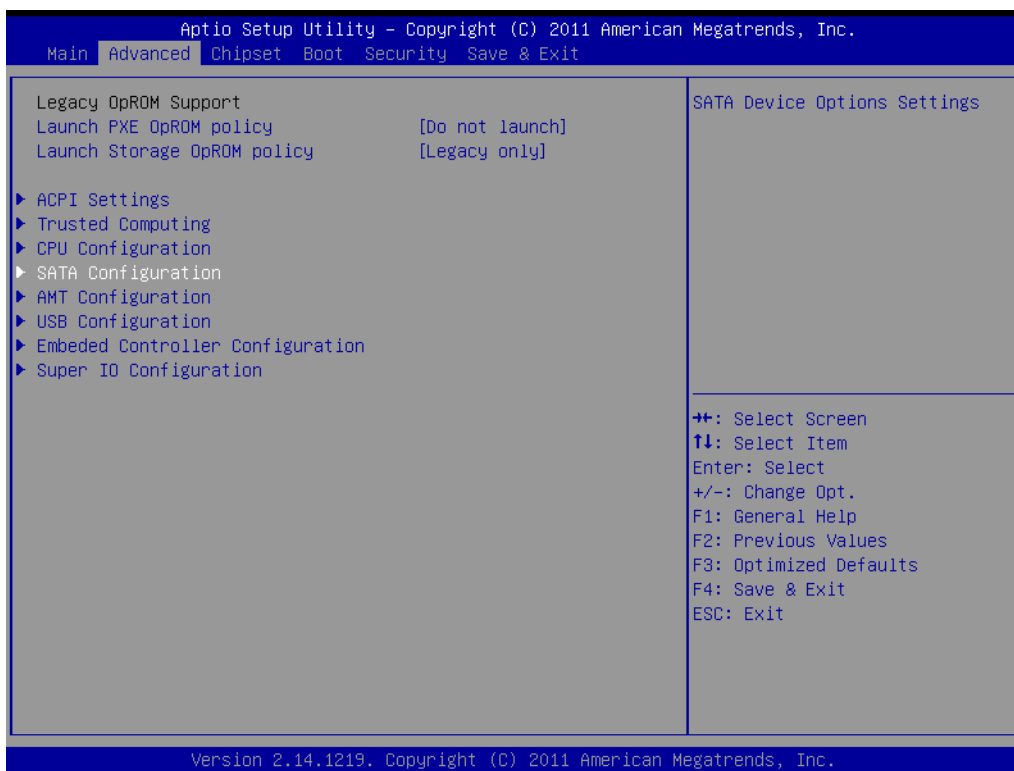 Aptio Setup Utility – Copyright (C) 2011 American Megatrends, Inc.
Main Advanced Chipset Boot Security Save & Exit
Legacy OpROM Support
Launch PXE OpROM policy [Do not launch]
Launch Storage OpROM policy [Legacy only]
ACPI Settings
Trusted Computing
CPU Configuration
SATA Configuration
AMT Configuration
USB Configuration
Embeded Controller Configuration
Super IO Configuration
SATA Device Options Settings
→←: Select Screen
↑↓: Select Item
Enter: Select
+/-: Change Opt.
F1: General Help
F2: Previous Values
F3: Optimized Defaults
F4: Save & Exit
ESC: Exit
Version 2.14.1219. Copyright (C) 2011 American Megatrends, Inc.